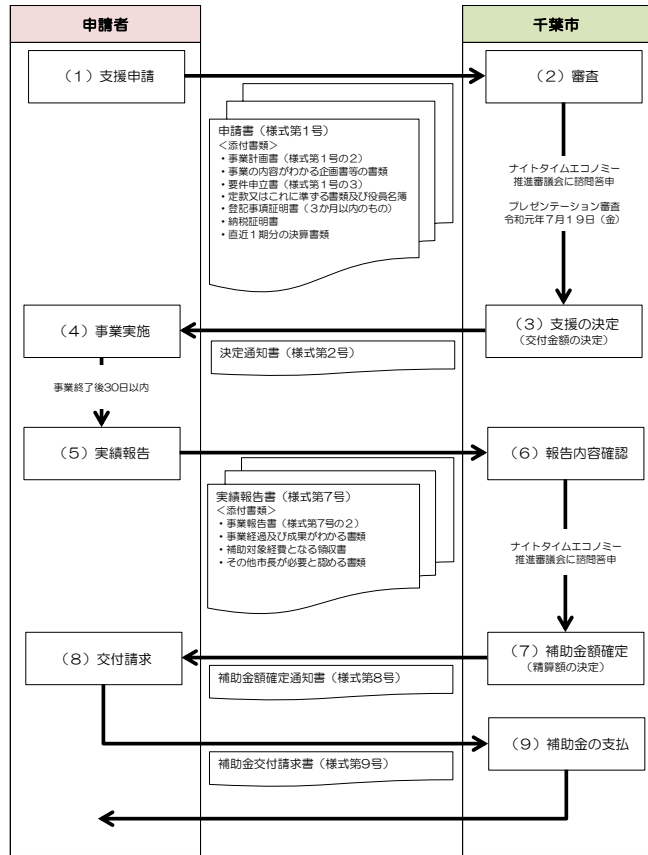 申請者
千葉市
（1）支援申請
（2）審査
申請書（様式第1号）
＜添付書類＞
・事業計画書（様式第1号の2）
・事業の内容がわかる企画書等の書類
・要件申立書（様式第1号の3）
・定款又はこれに準ずる書類及び役員名簿
・登記事項証明書（3か月以内のもの）
・納税証明書
・直近1期分の決算書類
ナイトタイムエコノミー
推進審議会に諮問答申
プレゼンテーション審査
令和元年7月19日（金）
（4）事業実施
（3）支援の決定
（交付金額の決定）
決定通知書（様式第2号）
事業終了後30日以内
（5）実績報告
（6）報告内容確認
実績報告書（様式第7号）
＜添付書類＞
・事業報告書（様式第7号の2）
・事業経過及び成果がわかる書類
・補助対象経費となる領収書
・その他市長が必要と認める書類
ナイトタイムエコノミー
推進審議会に諮問答申
（8）交付請求
（7）補助金額確定
（精算額の決定）
補助金額確定通知書（様式第8号）
（9）補助金の支払
補助金交付請求書（様式第9号）